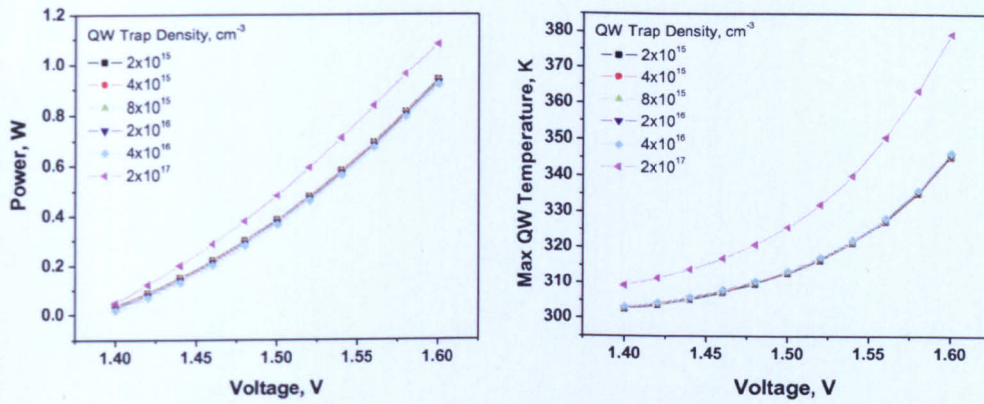 QW Trap Density, cm⁻³
2x10¹⁵
4x10¹⁵
8x10¹⁵
2x10¹⁶
4x10¹⁶
2x10¹⁷
Power, W
1.2
1.0
0.8
0.6
0.4
0.2
0.0
1.40
1.45
1.50
1.55
1.60
Voltage, V
QW Trap Density, cm⁻³
2x10¹⁵
4x10¹⁵
8x10¹⁵
2x10¹⁶
4x10¹⁶
2x10¹⁷
Max QW Temperature, K
380
370
360
350
340
330
320
310
300
1.40
1.45
1.50
1.55
1.60
Voltage, V